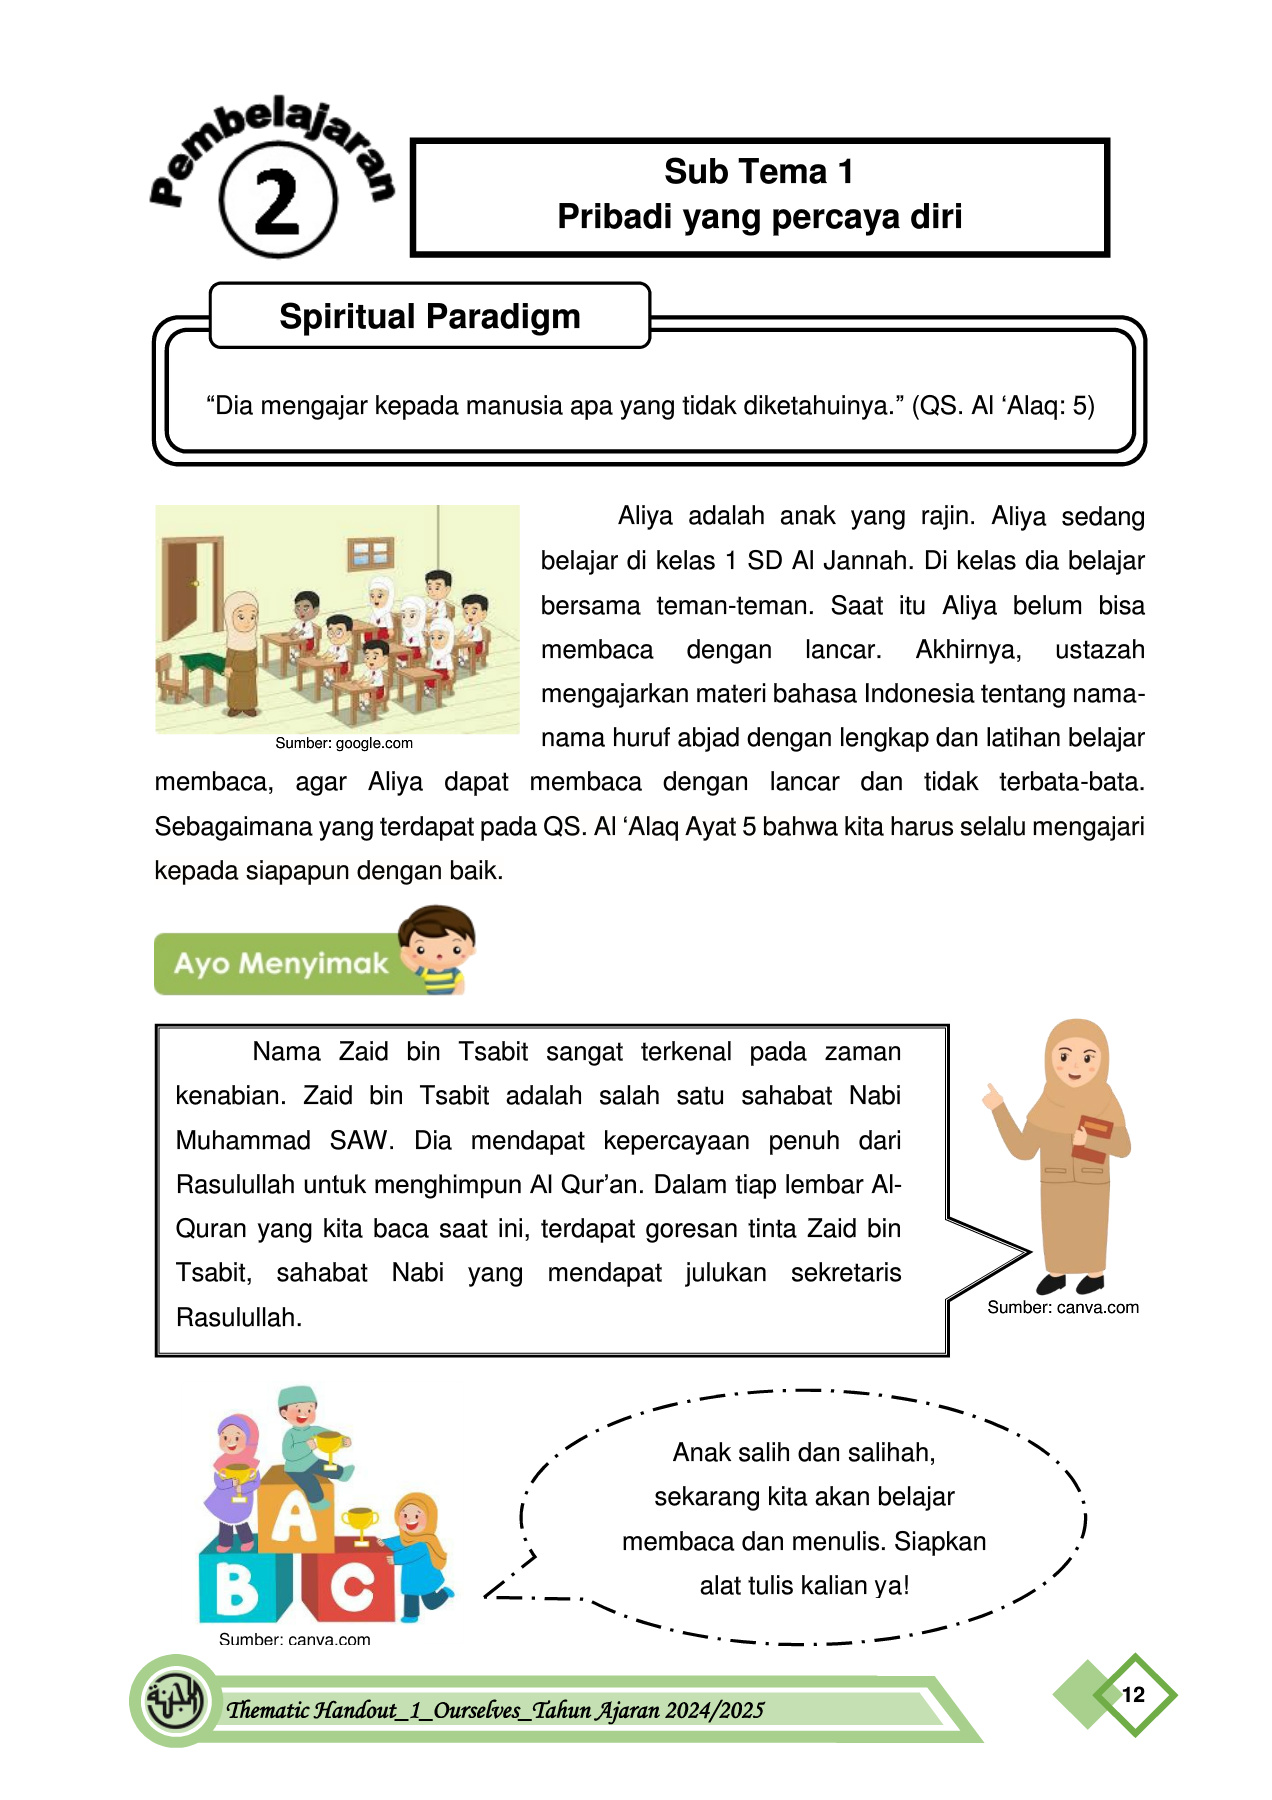 Pembelajaran
2
Sub Tema 1
Pribadi yang percaya diri
Spiritual Paradigm
“Dia mengajar kepada manusia apa yang tidak diketahuinya.” (QS. Al ‘Alaq: 5)
Aliya adalah anak yang rajin. Aliya sedang
belajar di kelas 1 SD Al Jannah. Di kelas dia belajar
bersama teman-teman. Saat itu Aliya belum bisa
membaca dengan lancar. Akhirnya, ustazah
mengajarkan materi bahasa Indonesia tentang nama-
nama huruf abjad dengan lengkap dan latihan belajar
Sumber: google.com
membaca, agar Aliya dapat membaca dengan lancar dan tidak terbata-bata.
Sebagaimana yang terdapat pada QS. Al ‘Alaq Ayat 5 bahwa kita harus selalu mengajari
kepada siapapun dengan baik.
Ayo Menyimak
Nama Zaid bin Tsabit sangat terkenal pada zaman
kenabian. Zaid bin Tsabit adalah salah satu sahabat Nabi
Muhammad SAW. Dia mendapat kepercayaan penuh dari
Rasulullah untuk menghimpun Al Qur’an. Dalam tiap lembar Al-
Quran yang kita baca saat ini, terdapat goresan tinta Zaid bin
Tsabit, sahabat Nabi yang mendapat julukan sekretaris
Rasulullah.
Sumber: canva.com
A
B
C
Sumber: canva.com
Anak salih dan salihah,
sekarang kita akan belajar
membaca dan menulis. Siapkan
alat tulis kalian ya!
Thematic Handout_1_Ourselves_Tahun Ajaran 2024/2025
12